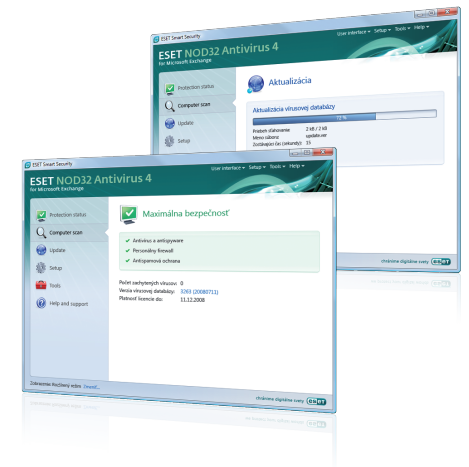 ESET Smart Security
User interface Setup Tools Help
ESET NOD32 Antivirus 4
for Microsoft Exchange
Protection status
Computer scan
Update
Setup
Aktualizácia
Aktualizácia vírusovej databázy
72 %
Priebeh sťahovania: 2 kB / 2 kB
Meno súboru: update.ver
Zostávajúci čas (sekundy): 15
chránime digitálne svety eseT
ESET Smart Security
User interface Setup Tools Help
ESET NOD32 Antivirus 4
for Microsoft Exchange
Protection status
Computer scan
Update
Setup
Tools
Help and support
Maximálna bezpečnosť
Antivírus a antispyware
Personálny firewall
Antispamová ochrana
Počet zachytených vírusov: 0
Verzia vírusovej databázy: 3263 (20080711)
Platnosť licencie do: 11.12.2008
Zobrazenie: Rozšírený režim Zmeniť...
chránime digitálne svety eseT